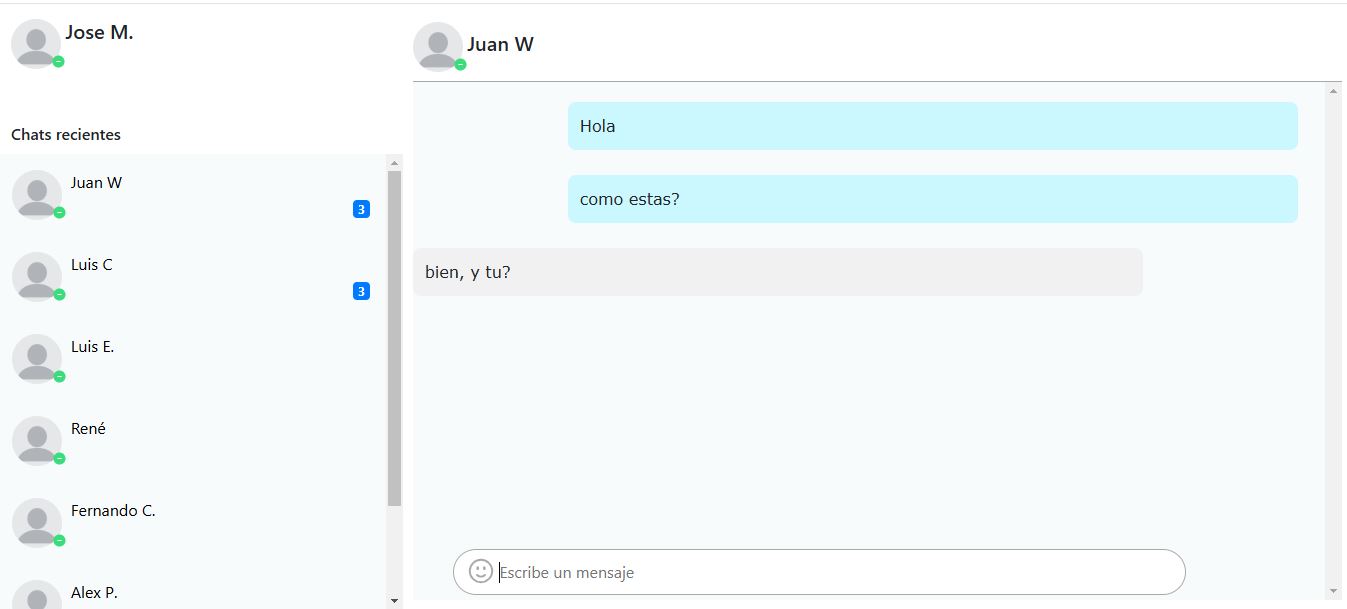 Jose M.
Chats recientes
Juan W
3
Luis C
3
Luis E.
René
Fernando C.
Alex P.
Juan W
Hola
como estas?
bien, y tu?
Escribe un mensaje